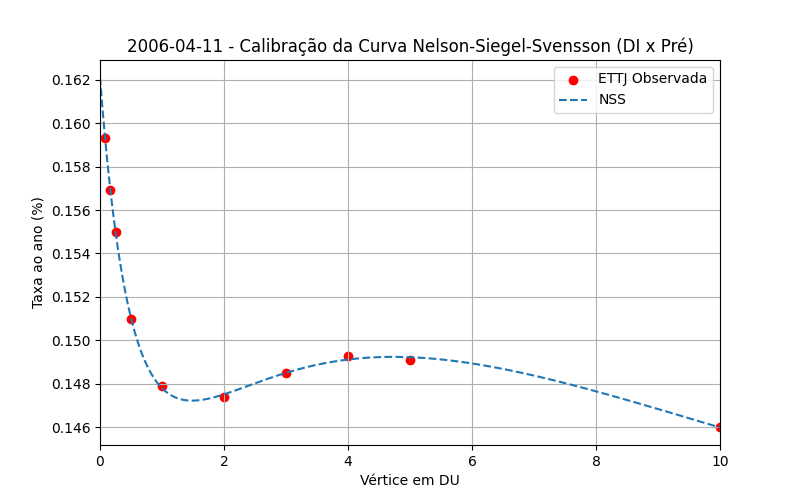 2006-04-11 - Calibração da Curva Nelson-Siegel-Svensson (DI x Pré)
ETTJ Observada
NSS
Taxa ao ano (%)
0.162
0.160
0.158
0.156
0.154
0.152
0.150
0.148
0.146
0 2 4 6 8 10
Vértice em DU